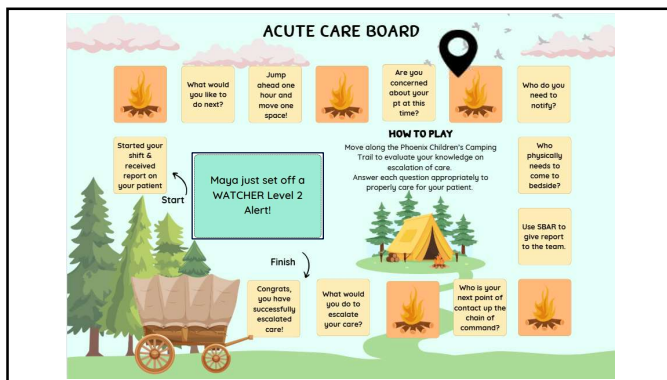 ACUTE CARE BOARD
What would
you like to
do next?
Jump
ahead one
hour and
move one
space!
Are you
concerned
about your
pt at this
time?
Who do you
need to
notify?
Started your
shift &
received
report on
your patient
Start
Maya just set off a
WATCHER Level 2
Alert!
HOW TO PLAY
Move along the Phoenix Children's Camping
Trail to evaluate your knowledge on
escalation of care.
Answer each question appropriately to
properly care for your patient.
Who
physically
needs to
come to
bedside?
Use SBAR to
give report
to the team.
Finish
Congrats,
you have
successfully
escalated
care!
What would
you do to
escalate
your care?
Who is your
next point of
contact up the
chain of
command?